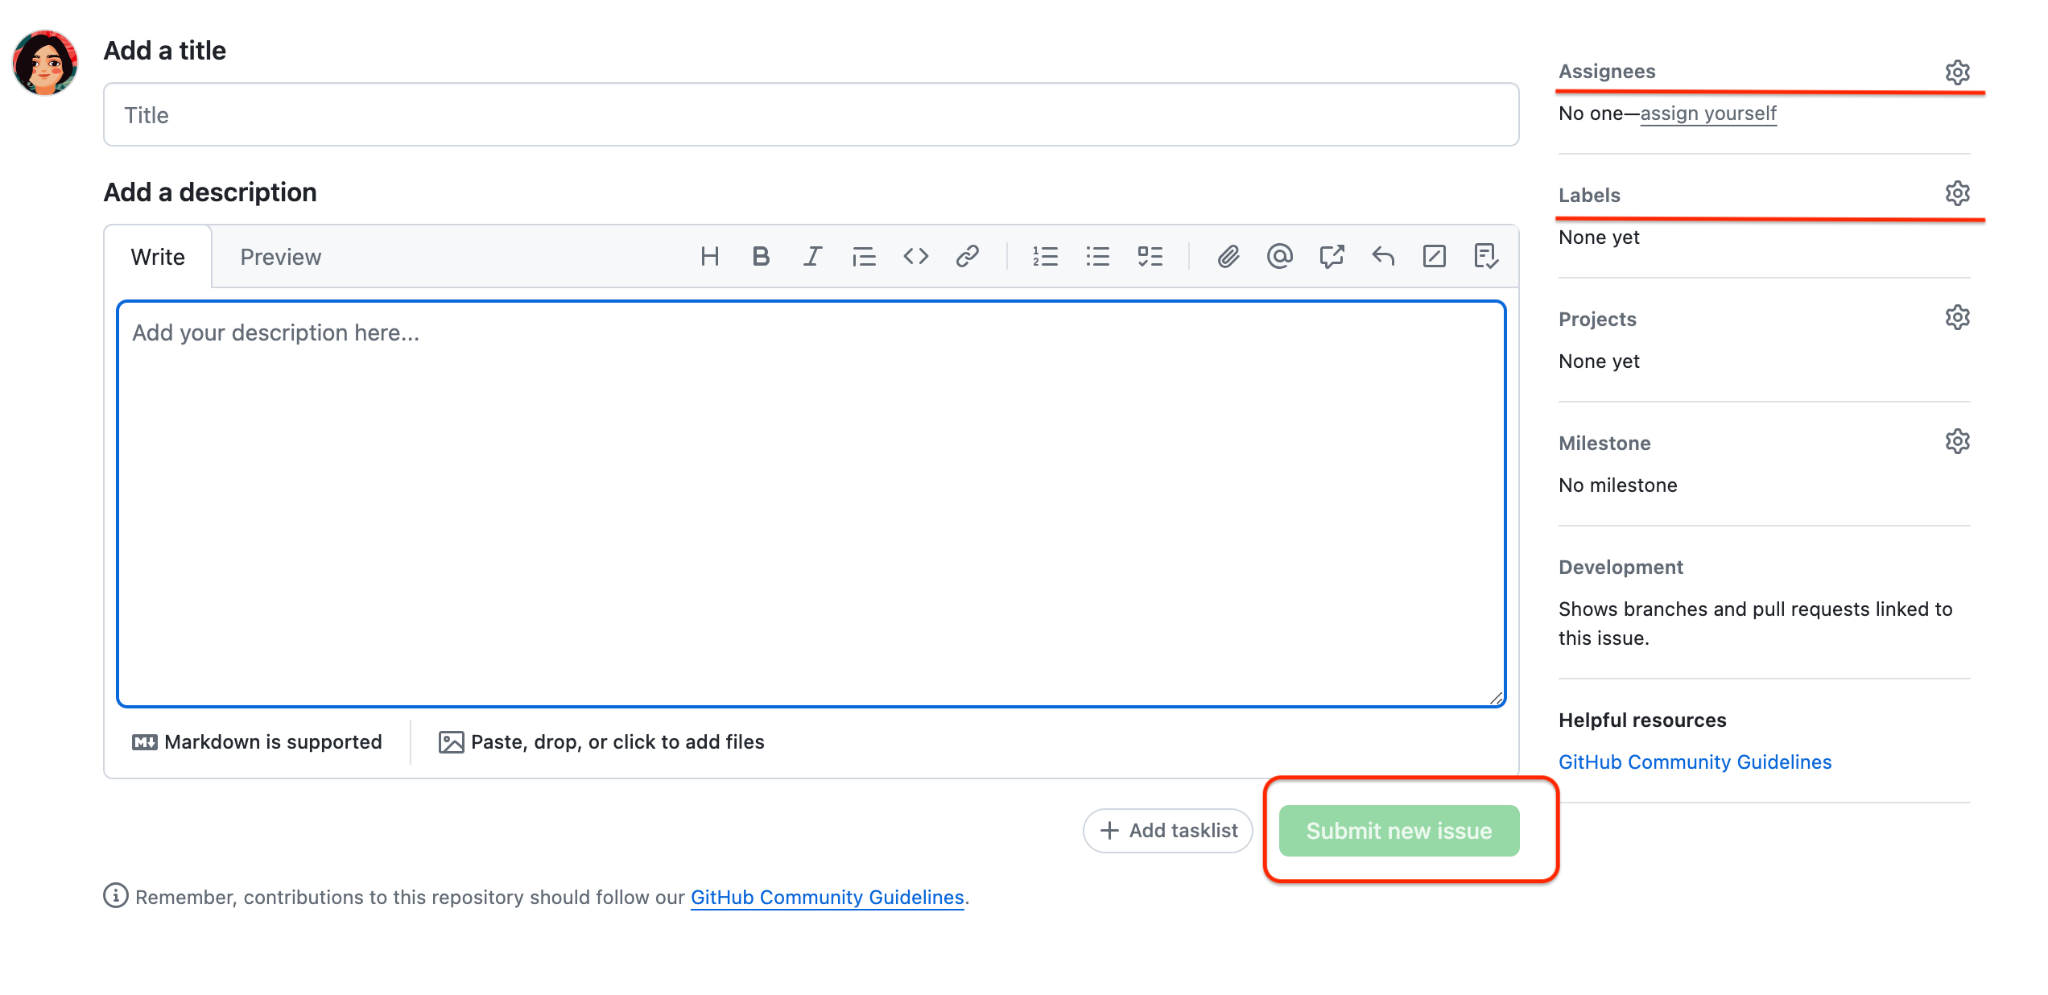 Add a title
Title
Add a description
Write
Preview
Add your description here...
Markdown is supported
Paste, drop, or click to add files
Add tasklist
Submit new issue
Remember, contributions to this repository should follow our GitHub Community Guidelines.
Assignees
No one—assign yourself
Labels
None yet
Projects
None yet
Milestone
No milestone
Development
Shows branches and pull requests linked to
this issue.
Helpful resources
GitHub Community Guidelines